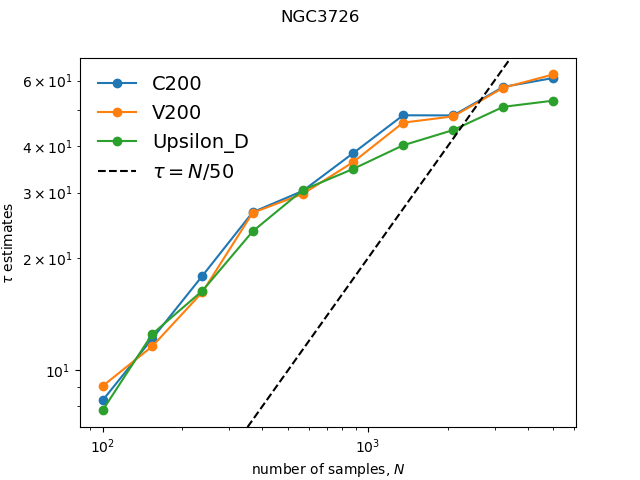 NGC3726
C200
V200
Upsilon_D
τ = N/50
6 × 10¹
4 × 10¹
3 × 10¹
2 × 10¹
10¹
τ estimates
10² 10³
number of samples, N